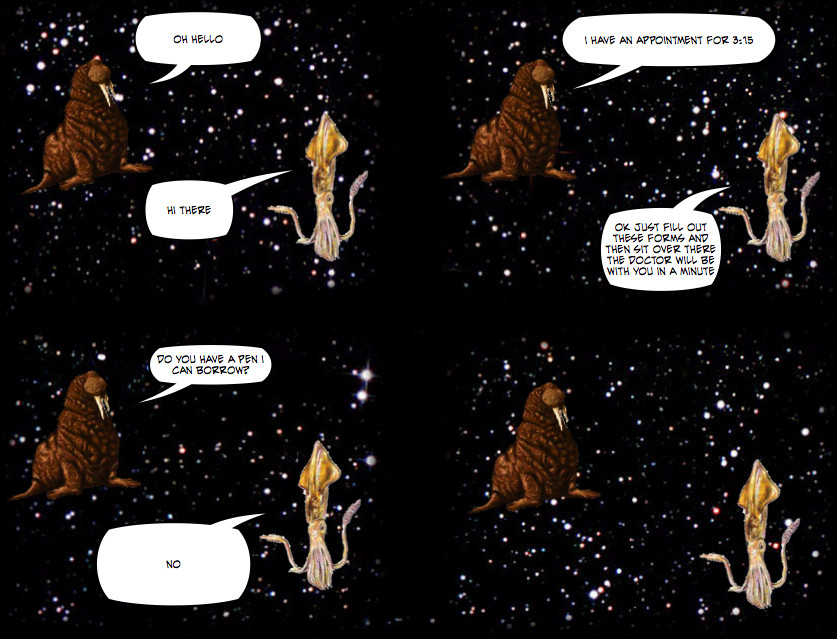 OH HELLO
HI THERE
I HAVE AN APPOINTMENT FOR 3:15
OK JUST FILL OUT
THESE FORMS AND
THEN SIT OVER THERE
THE DOCTOR WILL BE
WITH YOU IN A MINUTE
DO YOU HAVE A PEN I
CAN BORROW?
NO